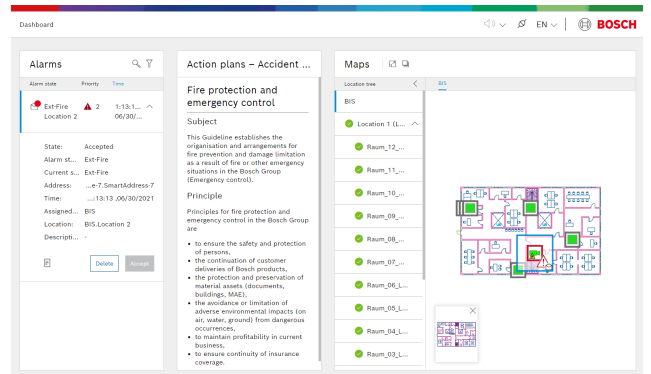 Dashboard
EN
BOSCH
Alarms
Alarm state Priority Time
Ext-Fire 2 1:13:1...
Location 2 06/30/...
State: Accepted
Alarm st... Ext-Fire
Current s... Ext-Fire
Address: ...e-7.SmartAddress-7
Time: ...:13:13 ,06/30/2021
Assigned... BIS
Location: BIS.Location 2
Descripti... -
Delete Accept
Action plans – Accident ...
Fire protection and
emergency control
Subject
This Guideline establishes the
origanisation and arrangements for
fire prevention and damage limitation
as a result of fire or other emergency
situations in the Bosch Group
(Emergency control).
Principle
Principles for fire protection and
emergency control in the Bosch Group
are
• to ensure the safety and protection
of persons,
• the continuation of customer
deliveries of Bosch products,
• the protection and preservation of
material assets (documents,
buildings, MAE),
• the avoidance or limitation of
adverse environmental impacts (on
air, water, ground) from dangerous
occurrences,
• to maintain profitability in current
business,
• to ensure continuity of insurance
coverage.
Maps
Location tree
BIS
BIS
Location 1 (L...
Raum_12_...
Raum_11_...
Raum_10_...
Raum_09_...
Raum_08_...
Raum_07_...
Raum_06_L...
Raum_05_L...
Raum_04_L...
Raum_03_L...